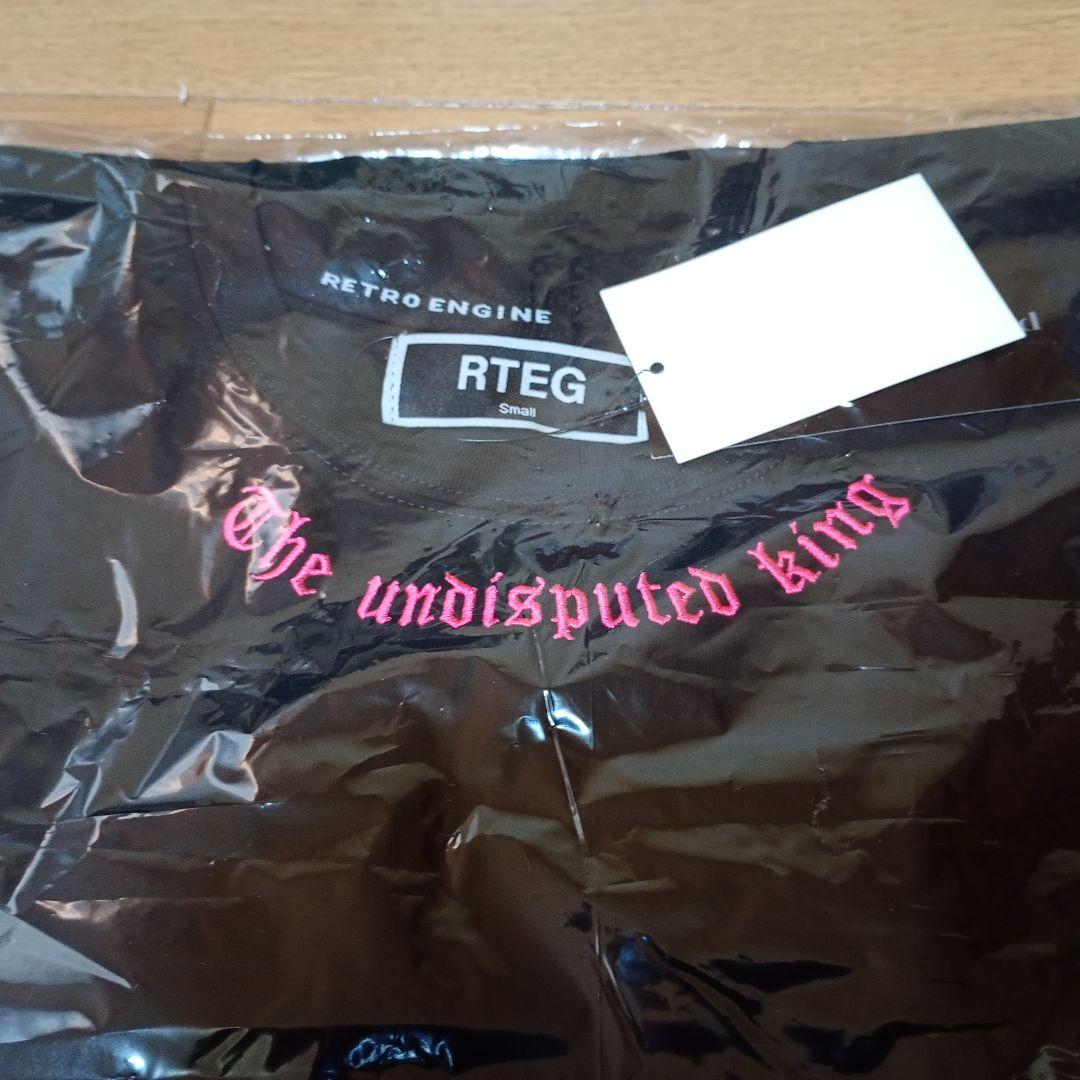 RETRO ENGINE
RTEG
Small
The undisputed king